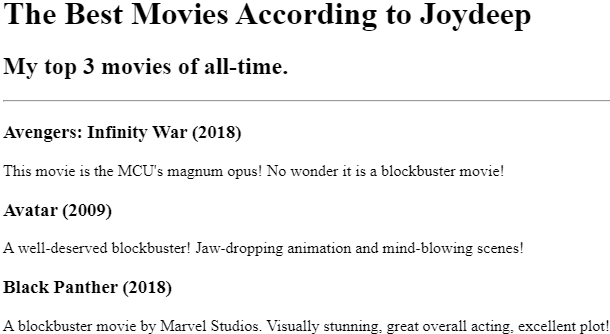 The Best Movies According to Joydeep
My top 3 movies of all-time.
Avengers: Infinity War (2018)
This movie is the MCU's magnum opus! No wonder it is a blockbuster movie!
Avatar (2009)
A well-deserved blockbuster! Jaw-dropping animation and mind-blowing scenes!
Black Panther (2018)
A blockbuster movie by Marvel Studios. Visually stunning, great overall acting, excellent plot!